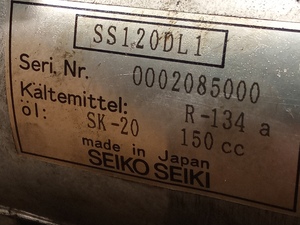 SS120DL1
Seri. Nr. 0002085000
Kältemittel: R-134 a
öl: SK-20 150 cc
made in Japan
SEIKO SEIKI